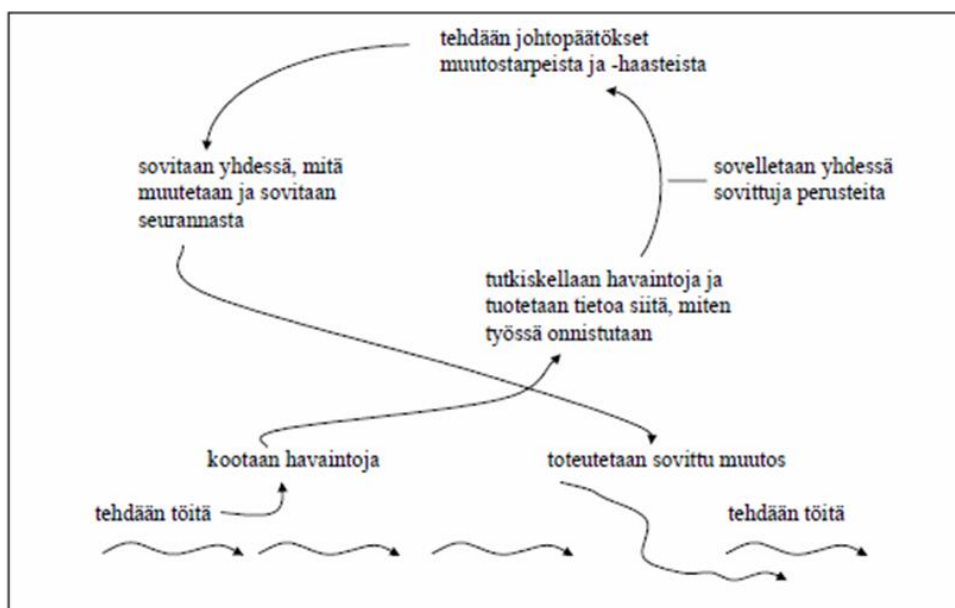 tehdään johtopäätökset
muutostarpeista ja -haasteista
sovitaan yhdessä, mitä
muutetaan ja sovitaan
seurannasta
sovelletaan yhdessä
sovittuja perusteita
tutkiskellaan havaintoja ja
tuotetaan tietoa siitä, miten
työssä onnistutaan
kootaan havaintoja
toteutetaan sovittu muutos
tehdään töitä
tehdään töitä